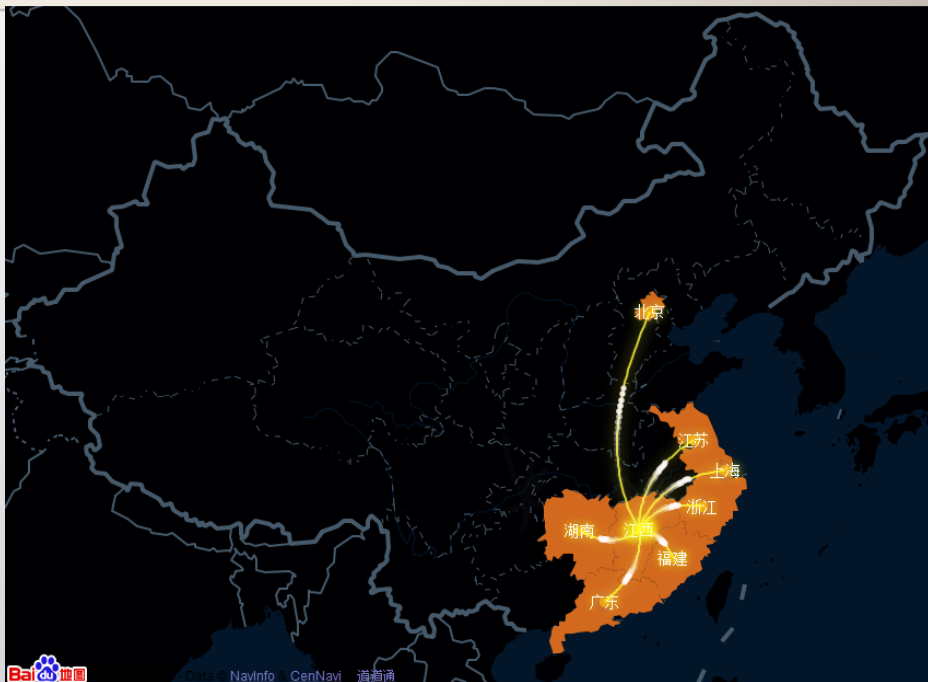 北京
江苏
上海
浙江
湖南
江西
福建
广东
Bai du 地图
Data © NavInfo & CenNavi 道道通